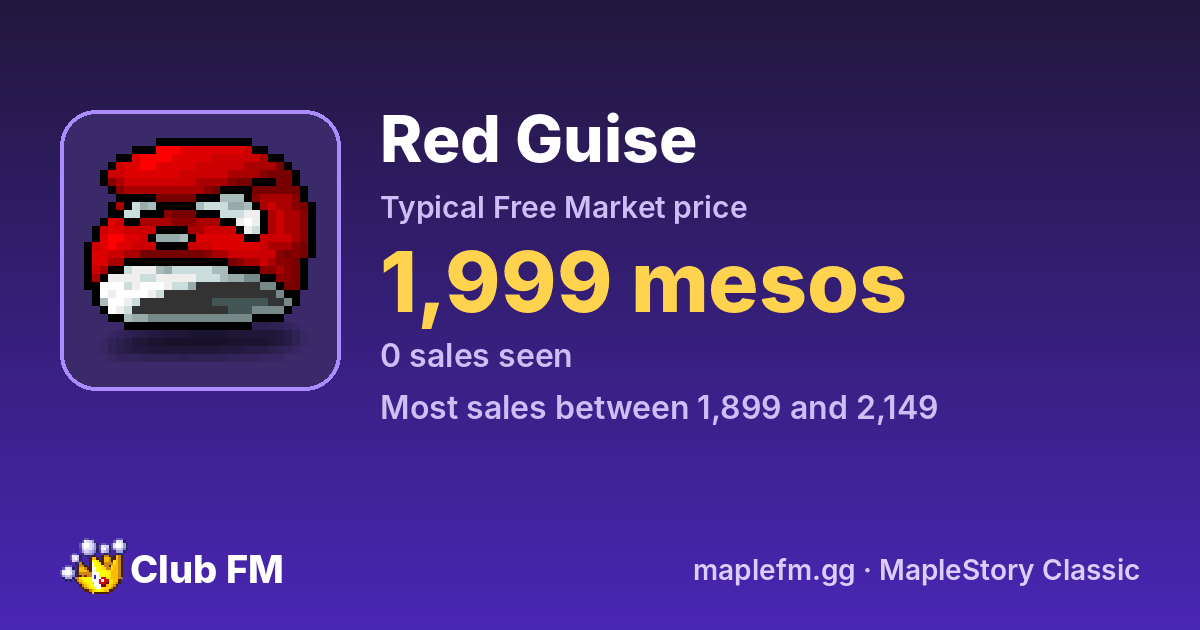 Red Guise
Typical Free Market price
1,999 mesos
0 sales seen
Most sales between 1,899 and 2,149
Club FM
maplefm.gg · MapleStory Classic